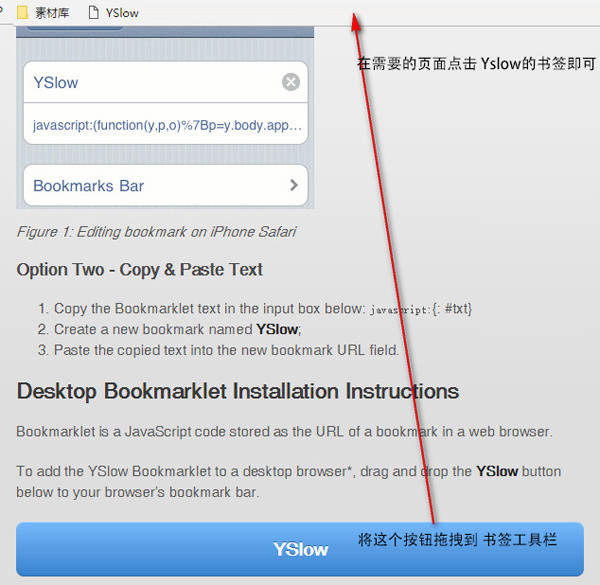 素材库 YSlow
在需要的页面点击 Yslow的书签即可
YSlow
javascript:(function(y,p,o)%7Bp=y.body.app…
Bookmarks Bar
Figure 1: Editing bookmark on iPhone Safari
Option Two - Copy & Paste Text
1. Copy the Bookmarklet text in the input box below: javascript:{: #txt}
2. Create a new bookmark named YSlow;
3. Paste the copied text into the new bookmark URL field.
Desktop Bookmarklet Installation Instructions
Bookmarklet is a JavaScript code stored as the URL of a bookmark in a web browser.
To add the YSlow Bookmarklet to a desktop browser*, drag and drop the YSlow button
below to your browser's bookmark bar.
YSlow 将这个按钮拖拽到 书签工具栏